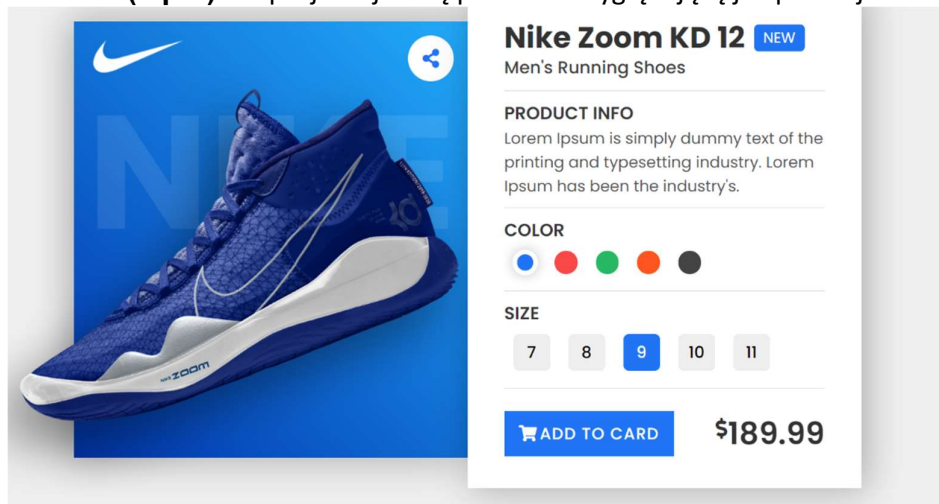 NIKE
ZOOM
Nike Zoom KD 12 NEW
Men's Running Shoes
PRODUCT INFO
Lorem Ipsum is simply dummy text of the
printing and typesetting industry. Lorem
Ipsum has been the industry's.
COLOR
SIZE
7 8 9 10 11
ADD TO CARD $189.99